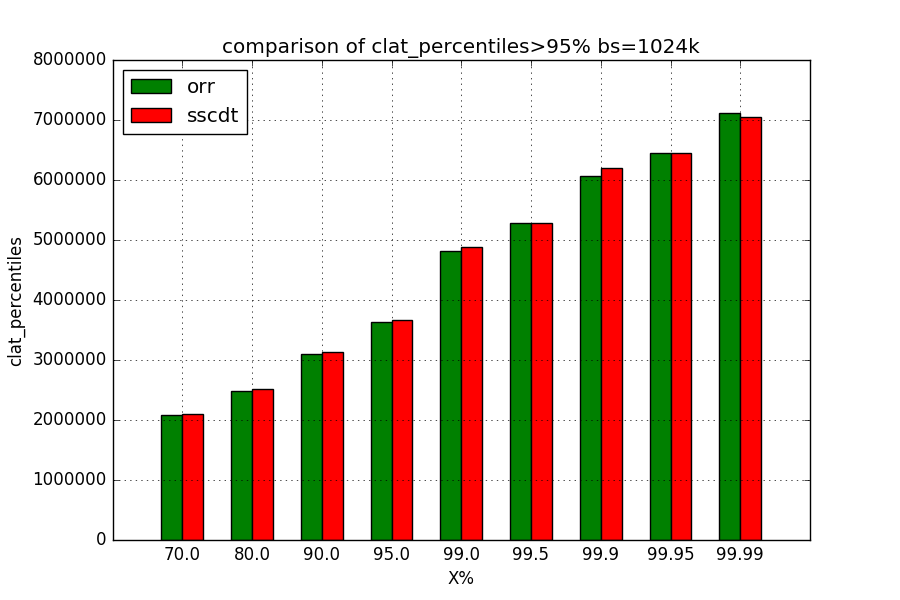 comparison of clat_percentiles>95% bs=1024k
8000000
7000000
6000000
5000000
4000000
3000000
2000000
1000000
0
clat_percentiles
orr
sscdt
70.0 80.0 90.0 95.0 99.0 99.5 99.9 99.95 99.99
X%